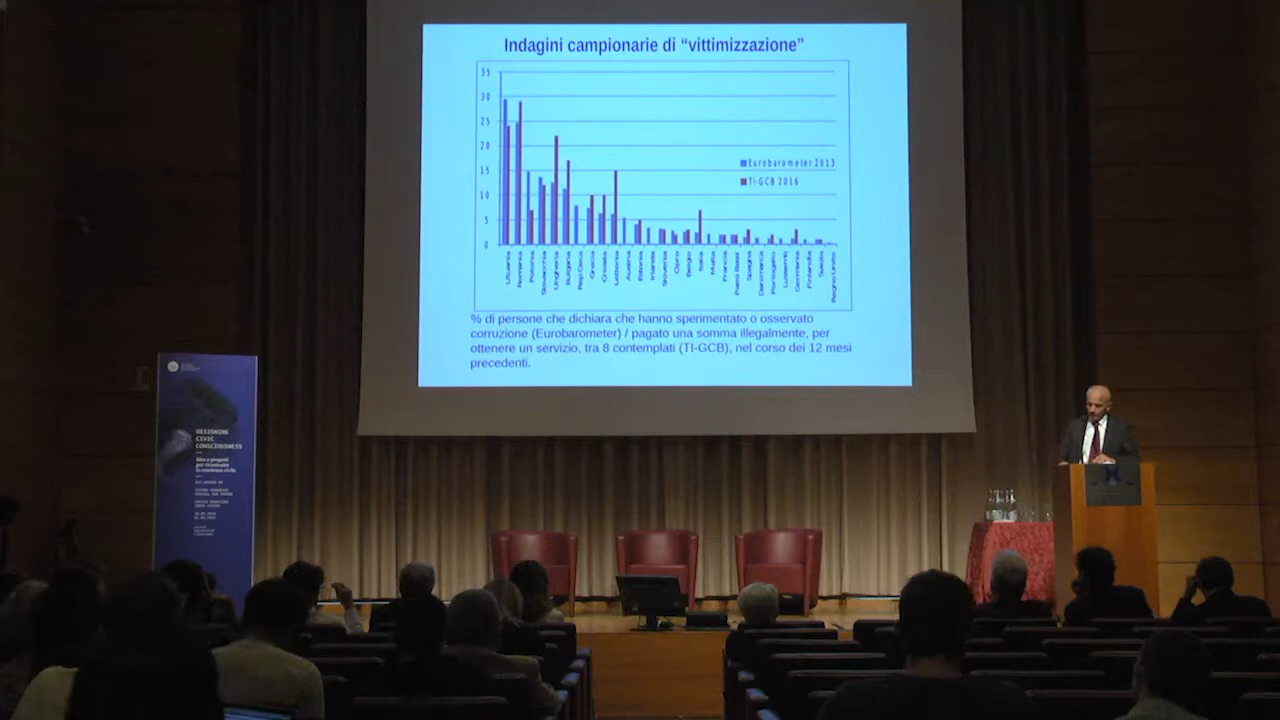 Indagini campionarie di “vittimizzazione”
35
30
25
20
15
10
5
0
Eurobarometer 2013
TI-GCB 2016
Lituania
Romania
Polonia
Slovacchia
Ungheria
Bulgaria
Rep Ceca
Grecia
Croazia
Lettonia
Austria
Estonia
Irlanda
Slovenia
Cipro
Belgio
Italia
Malta
Francia
Paesi Bassi
Spagna
Danimarca
Portogallo
Lussemb
Germania
Finlandia
Svezia
Regno Unito
% di persone che dichiara che hanno sperimentato o osservato
corruzione (Eurobarometer) / pagato una somma illegalmente, per
ottenere un servizio, tra 8 contemplati (TI-GCB), nel corso dei 12 mesi
precedenti.
DESIGNING
CIVIC
CONSCIOUSNESS